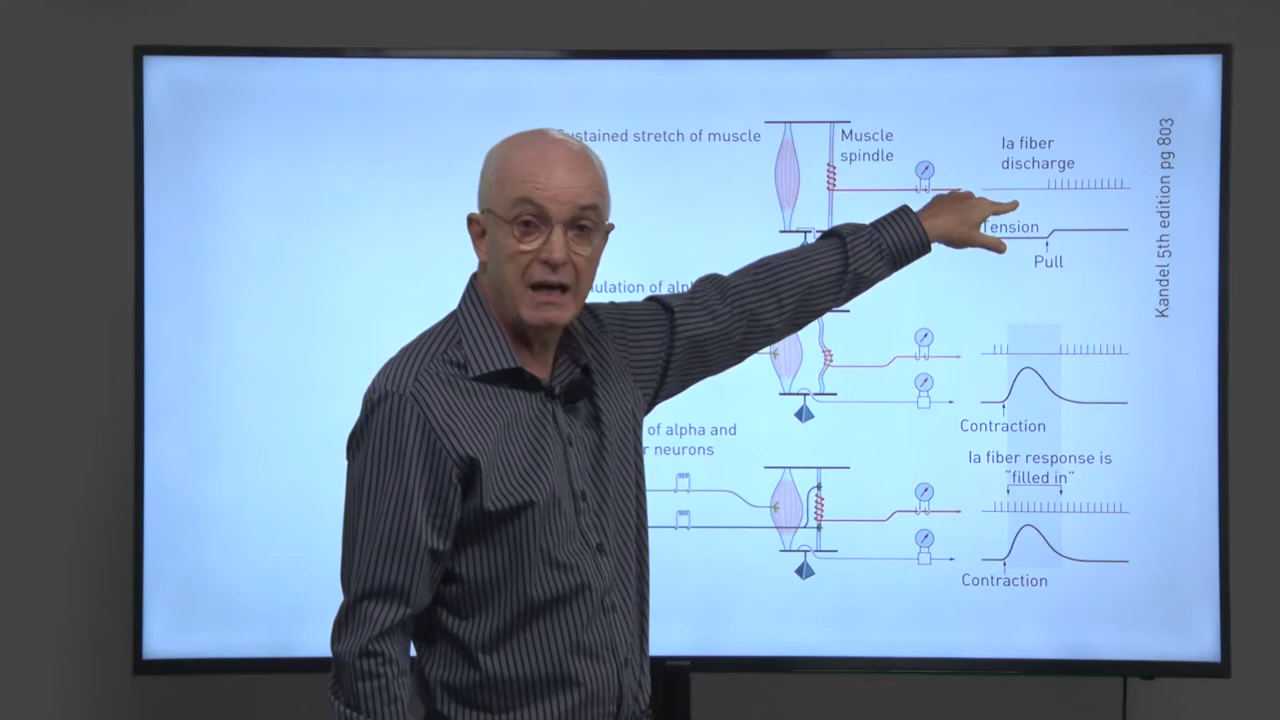 stained stretch of muscle
Muscle
spindle
Ia fiber
discharge
Tension
Pull
Kandel 5th edition pg 803
Contraction
of alpha and
neurons
Ia fiber response is
"filled in"
Contraction